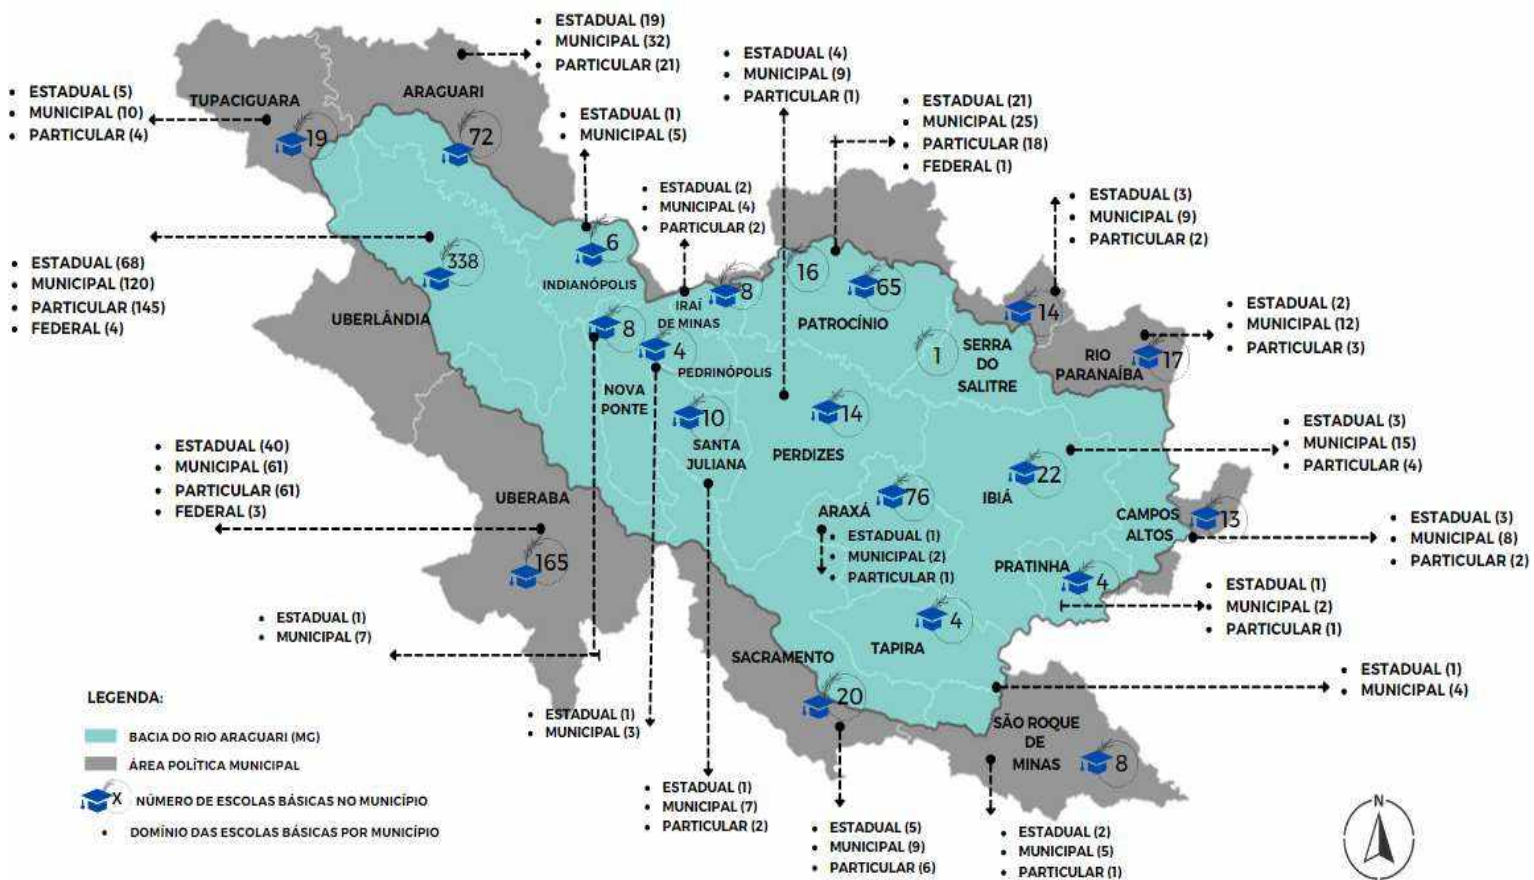 • ESTADUAL (19)
• MUNICIPAL (32)
• PARTICULAR (21)
• ESTADUAL (5)
• MUNICIPAL (10)
• PARTICULAR (4)
TUPACIGUARA
19
ARAGUARI
72
• ESTADUAL (1)
• MUNICIPAL (5)
• ESTADUAL (4)
• MUNICIPAL (9)
• PARTICULAR (1)
• ESTADUAL (21)
• MUNICIPAL (25)
• PARTICULAR (18)
• FEDERAL (1)
• ESTADUAL (2)
• MUNICIPAL (4)
• PARTICULAR (2)
• ESTADUAL (3)
• MUNICIPAL (9)
• PARTICULAR (2)
• ESTADUAL (68)
• MUNICIPAL (120)
• PARTICULAR (145)
• FEDERAL (4)
338
UBERLÂNDIA
6
INDIANÓPOLIS
8
IRAÍ
DE MINAS
16
65
PATROCÍNIO
14
• ESTADUAL (2)
• MUNICIPAL (12)
• PARTICULAR (3)
RIO
PARANAÍBA
17
8
NOVA
PONTE
4
PEDRINÓPOLIS
1
SERRA
DO
SALITRE
10
SANTA
JULIANA
14
PERDIZES
• ESTADUAL (3)
• MUNICIPAL (15)
• PARTICULAR (4)
• ESTADUAL (40)
• MUNICIPAL (61)
• PARTICULAR (61)
• FEDERAL (3)
UBERABA
165
ARAXÁ
76
• ESTADUAL (1)
• MUNICIPAL (2)
• PARTICULAR (1)
22
IBIÁ
CAMPOS
ALTOS
13
• ESTADUAL (3)
• MUNICIPAL (8)
• PARTICULAR (2)
PRATINHA
4
• ESTADUAL (1)
• MUNICIPAL (2)
• PARTICULAR (1)
• ESTADUAL (1)
• MUNICIPAL (7)
4
TAPIRA
SACRAMENTO
20
• ESTADUAL (1)
• MUNICIPAL (4)
• ESTADUAL (1)
• MUNICIPAL (3)
SÃO ROQUE
DE
MINAS
8
• ESTADUAL (1)
• MUNICIPAL (7)
• PARTICULAR (2)
• ESTADUAL (5)
• MUNICIPAL (9)
• PARTICULAR (6)
• ESTADUAL (2)
• MUNICIPAL (5)
• PARTICULAR (1)
LEGENDA:
BACIA DO RIO ARAGUARI (MG)
ÁREA POLÍTICA MUNICIPAL
X NÚMERO DE ESCOLAS BÁSICAS NO MUNICÍPIO
• DOMÍNIO DAS ESCOLAS BÁSICAS POR MUNICÍPIO
N